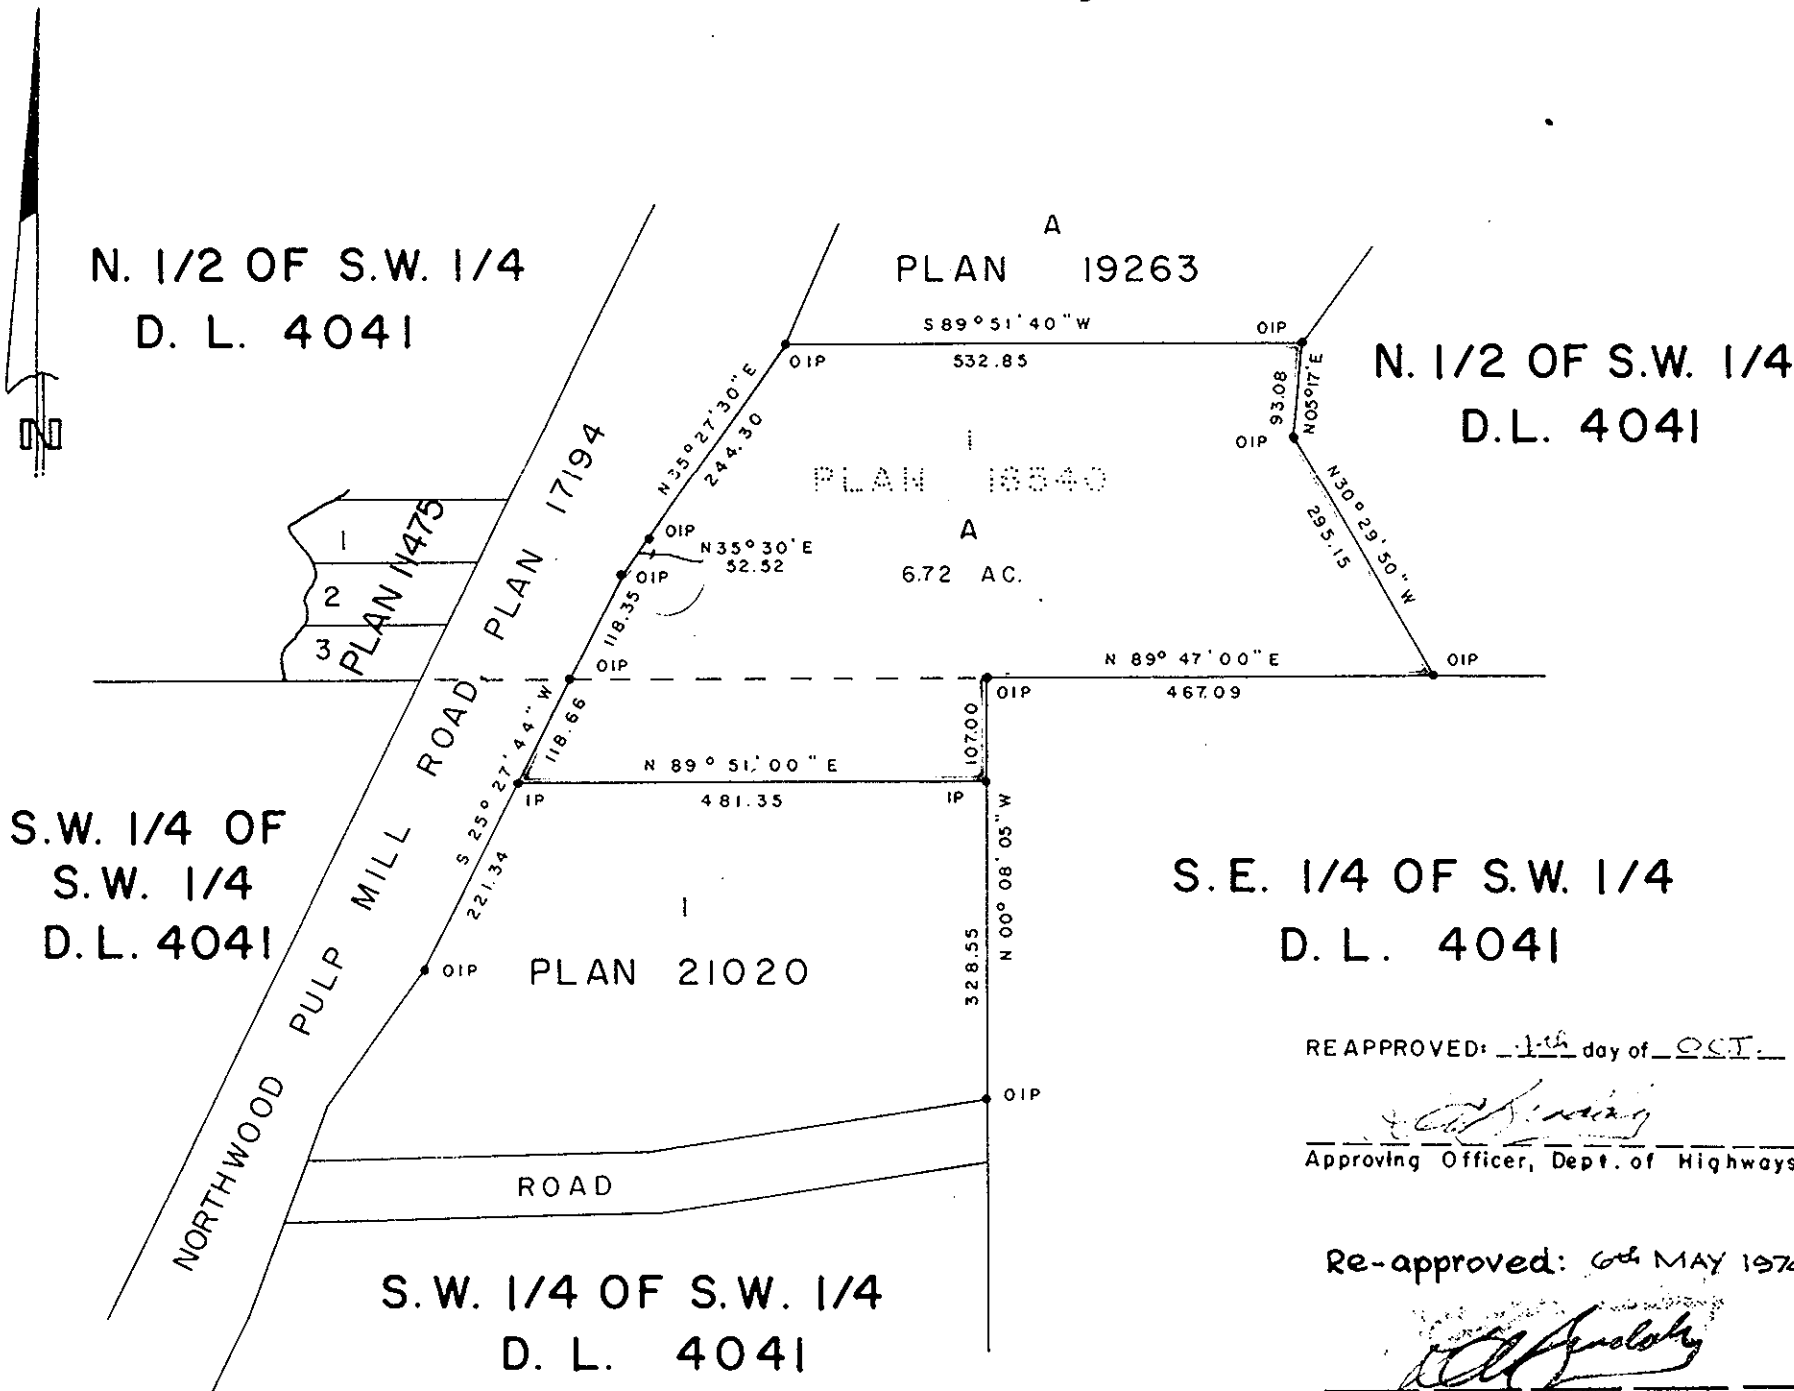 N
A
PLAN 19263
N. 1/2 OF S.W. 1/4
D. L. 4041
S 89° 51' 40" W
532.85
OIP
OIP
93.08
N05°17'E
N. 1/2 OF S.W. 1/4
D.L. 4041
N 35° 27' 30" E
244.30
OIP
1
PLAN 18540
A
6.72 AC.
N30° 29' 50" W
295.15
PLAN 11475
1
2
3
OIP
N35°30'E
52.52
OIP
118.35
OIP
N 89° 47' 00" E
467.09
OIP
OIP
S 25° 27' 44" W
118.66
107.00
N 89° 51' 00" E
481.35
IP
IP
221.34
N 00° 08' 05" W
328.55
S.W. 1/4 OF
S.W. 1/4
D.L. 4041
NORTHWOOD PULP MILL ROAD, PLAN 17194
S.E. 1/4 OF S.W. 1/4
D. L. 4041
1
PLAN 21020
OIP
OIP
ROAD
S.W. 1/4 OF S.W. 1/4
D. L. 4041
REAPPROVED: day of OCT.
Approving Officer, Dept. of Highways
Re-approved: 6th MAY